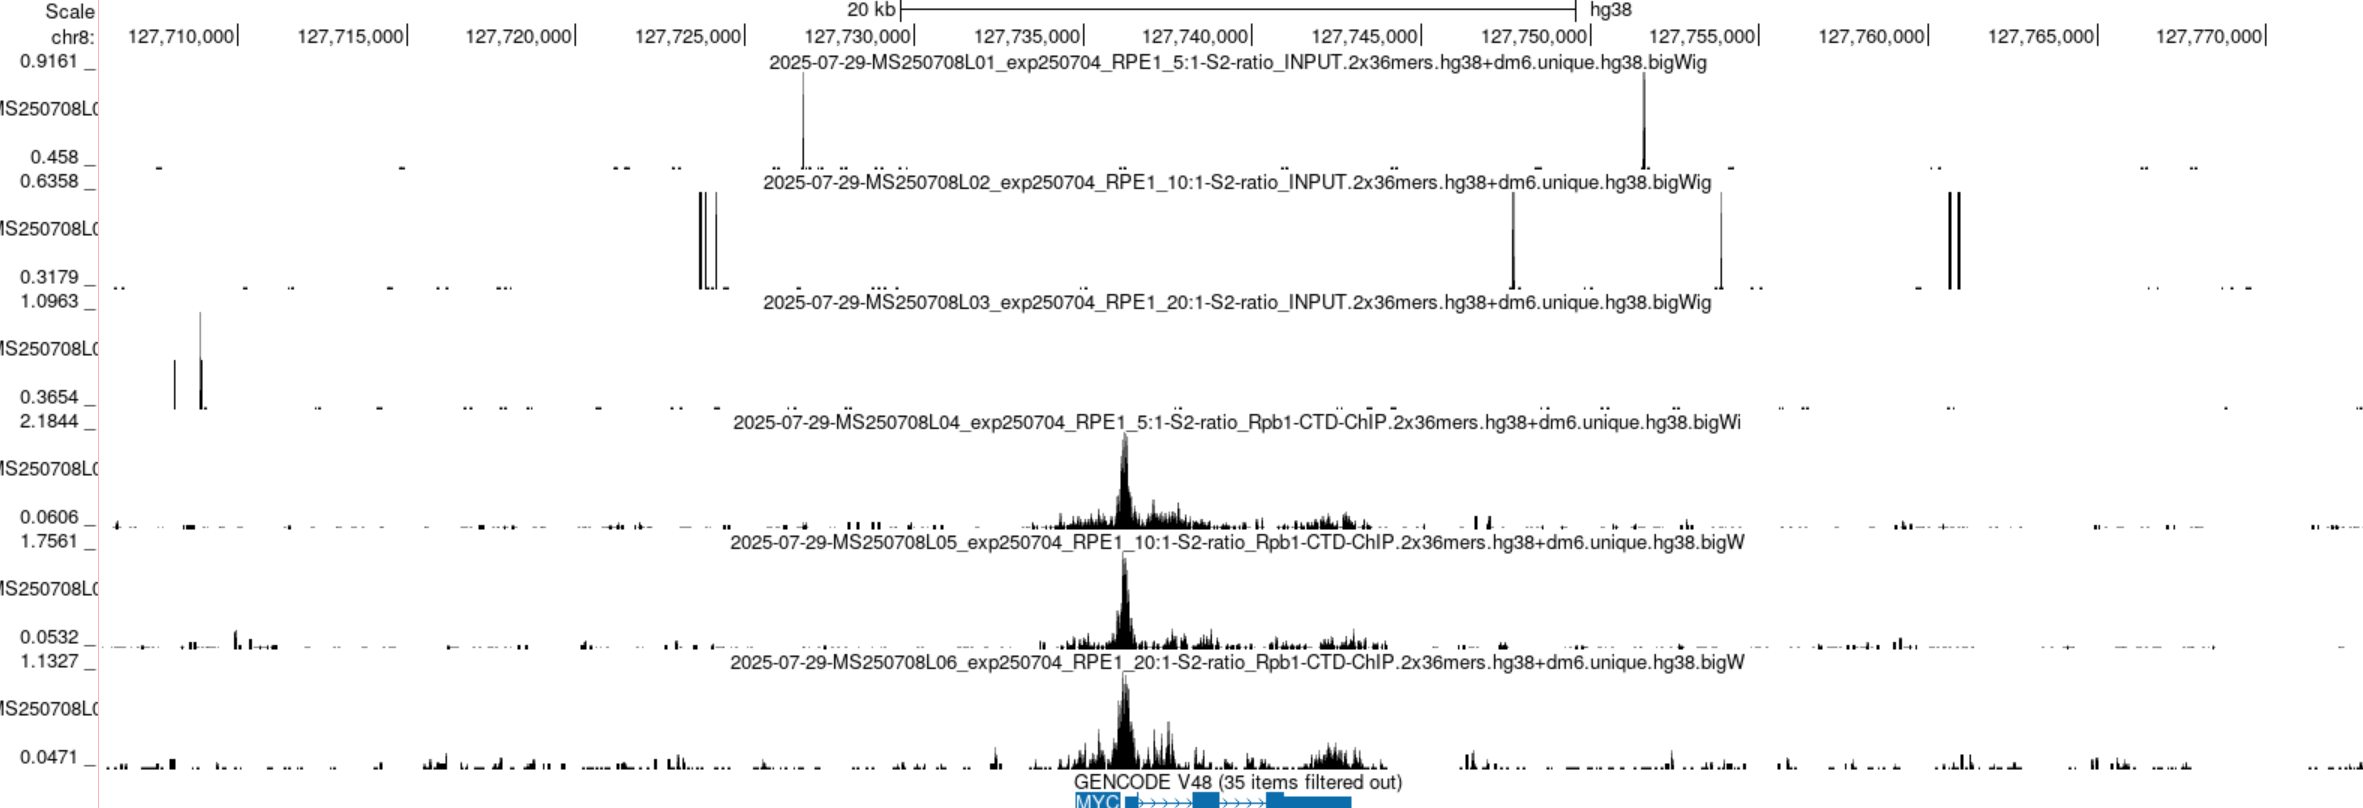 Scale 20 kb hg38
chr8: 127,710,000 127,715,000 127,720,000 127,725,000 127,730,000 127,735,000 127,740,000 127,745,000 127,750,000 127,755,000 127,760,000 127,765,000 127,770,000
2025-07-29-MS250708L01_exp250704_RPE1_5:1-S2-ratio_INPUT.2x36mers.hg38+dm6.unique.hg38.bigWig
0.9161 _
MS250708L0
0.458 _
2025-07-29-MS250708L02_exp250704_RPE1_10:1-S2-ratio_INPUT.2x36mers.hg38+dm6.unique.hg38.bigWig
0.6358 _
MS250708L0
0.3179 _
2025-07-29-MS250708L03_exp250704_RPE1_20:1-S2-ratio_INPUT.2x36mers.hg38+dm6.unique.hg38.bigWig
1.0963 _
MS250708L0
0.3654 _
2025-07-29-MS250708L04_exp250704_RPE1_5:1-S2-ratio_Rpb1-CTD-ChIP.2x36mers.hg38+dm6.unique.hg38.bigWi
2.1844 _
MS250708L0
0.0606 _
2025-07-29-MS250708L05_exp250704_RPE1_10:1-S2-ratio_Rpb1-CTD-ChIP.2x36mers.hg38+dm6.unique.hg38.bigW
1.7561 _
MS250708L0
0.0532 _
2025-07-29-MS250708L06_exp250704_RPE1_20:1-S2-ratio_Rpb1-CTD-ChIP.2x36mers.hg38+dm6.unique.hg38.bigW
1.1327 _
MS250708L0
0.0471 _
GENCODE V48 (35 items filtered out)
MYC